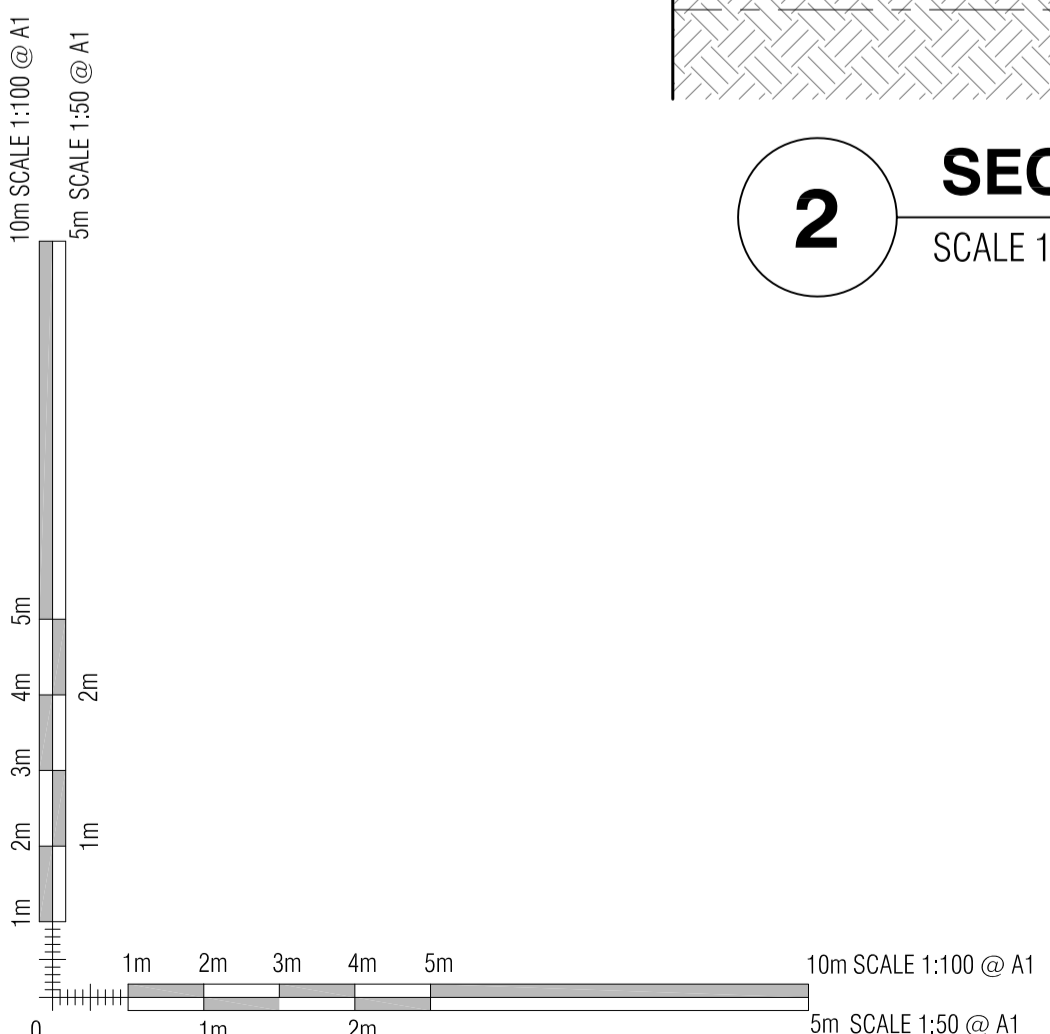 10m SCALE 1:100 @ A1
5m SCALE 1:50 @ A1
2
SEC
SCALE 1
5m
4m
3m
2m
1m
2m
1m
1m 2m 3m 4m 5m 10m SCALE 1:100 @ A1
0 1m 2m 5m SCALE 1:50 @ A1